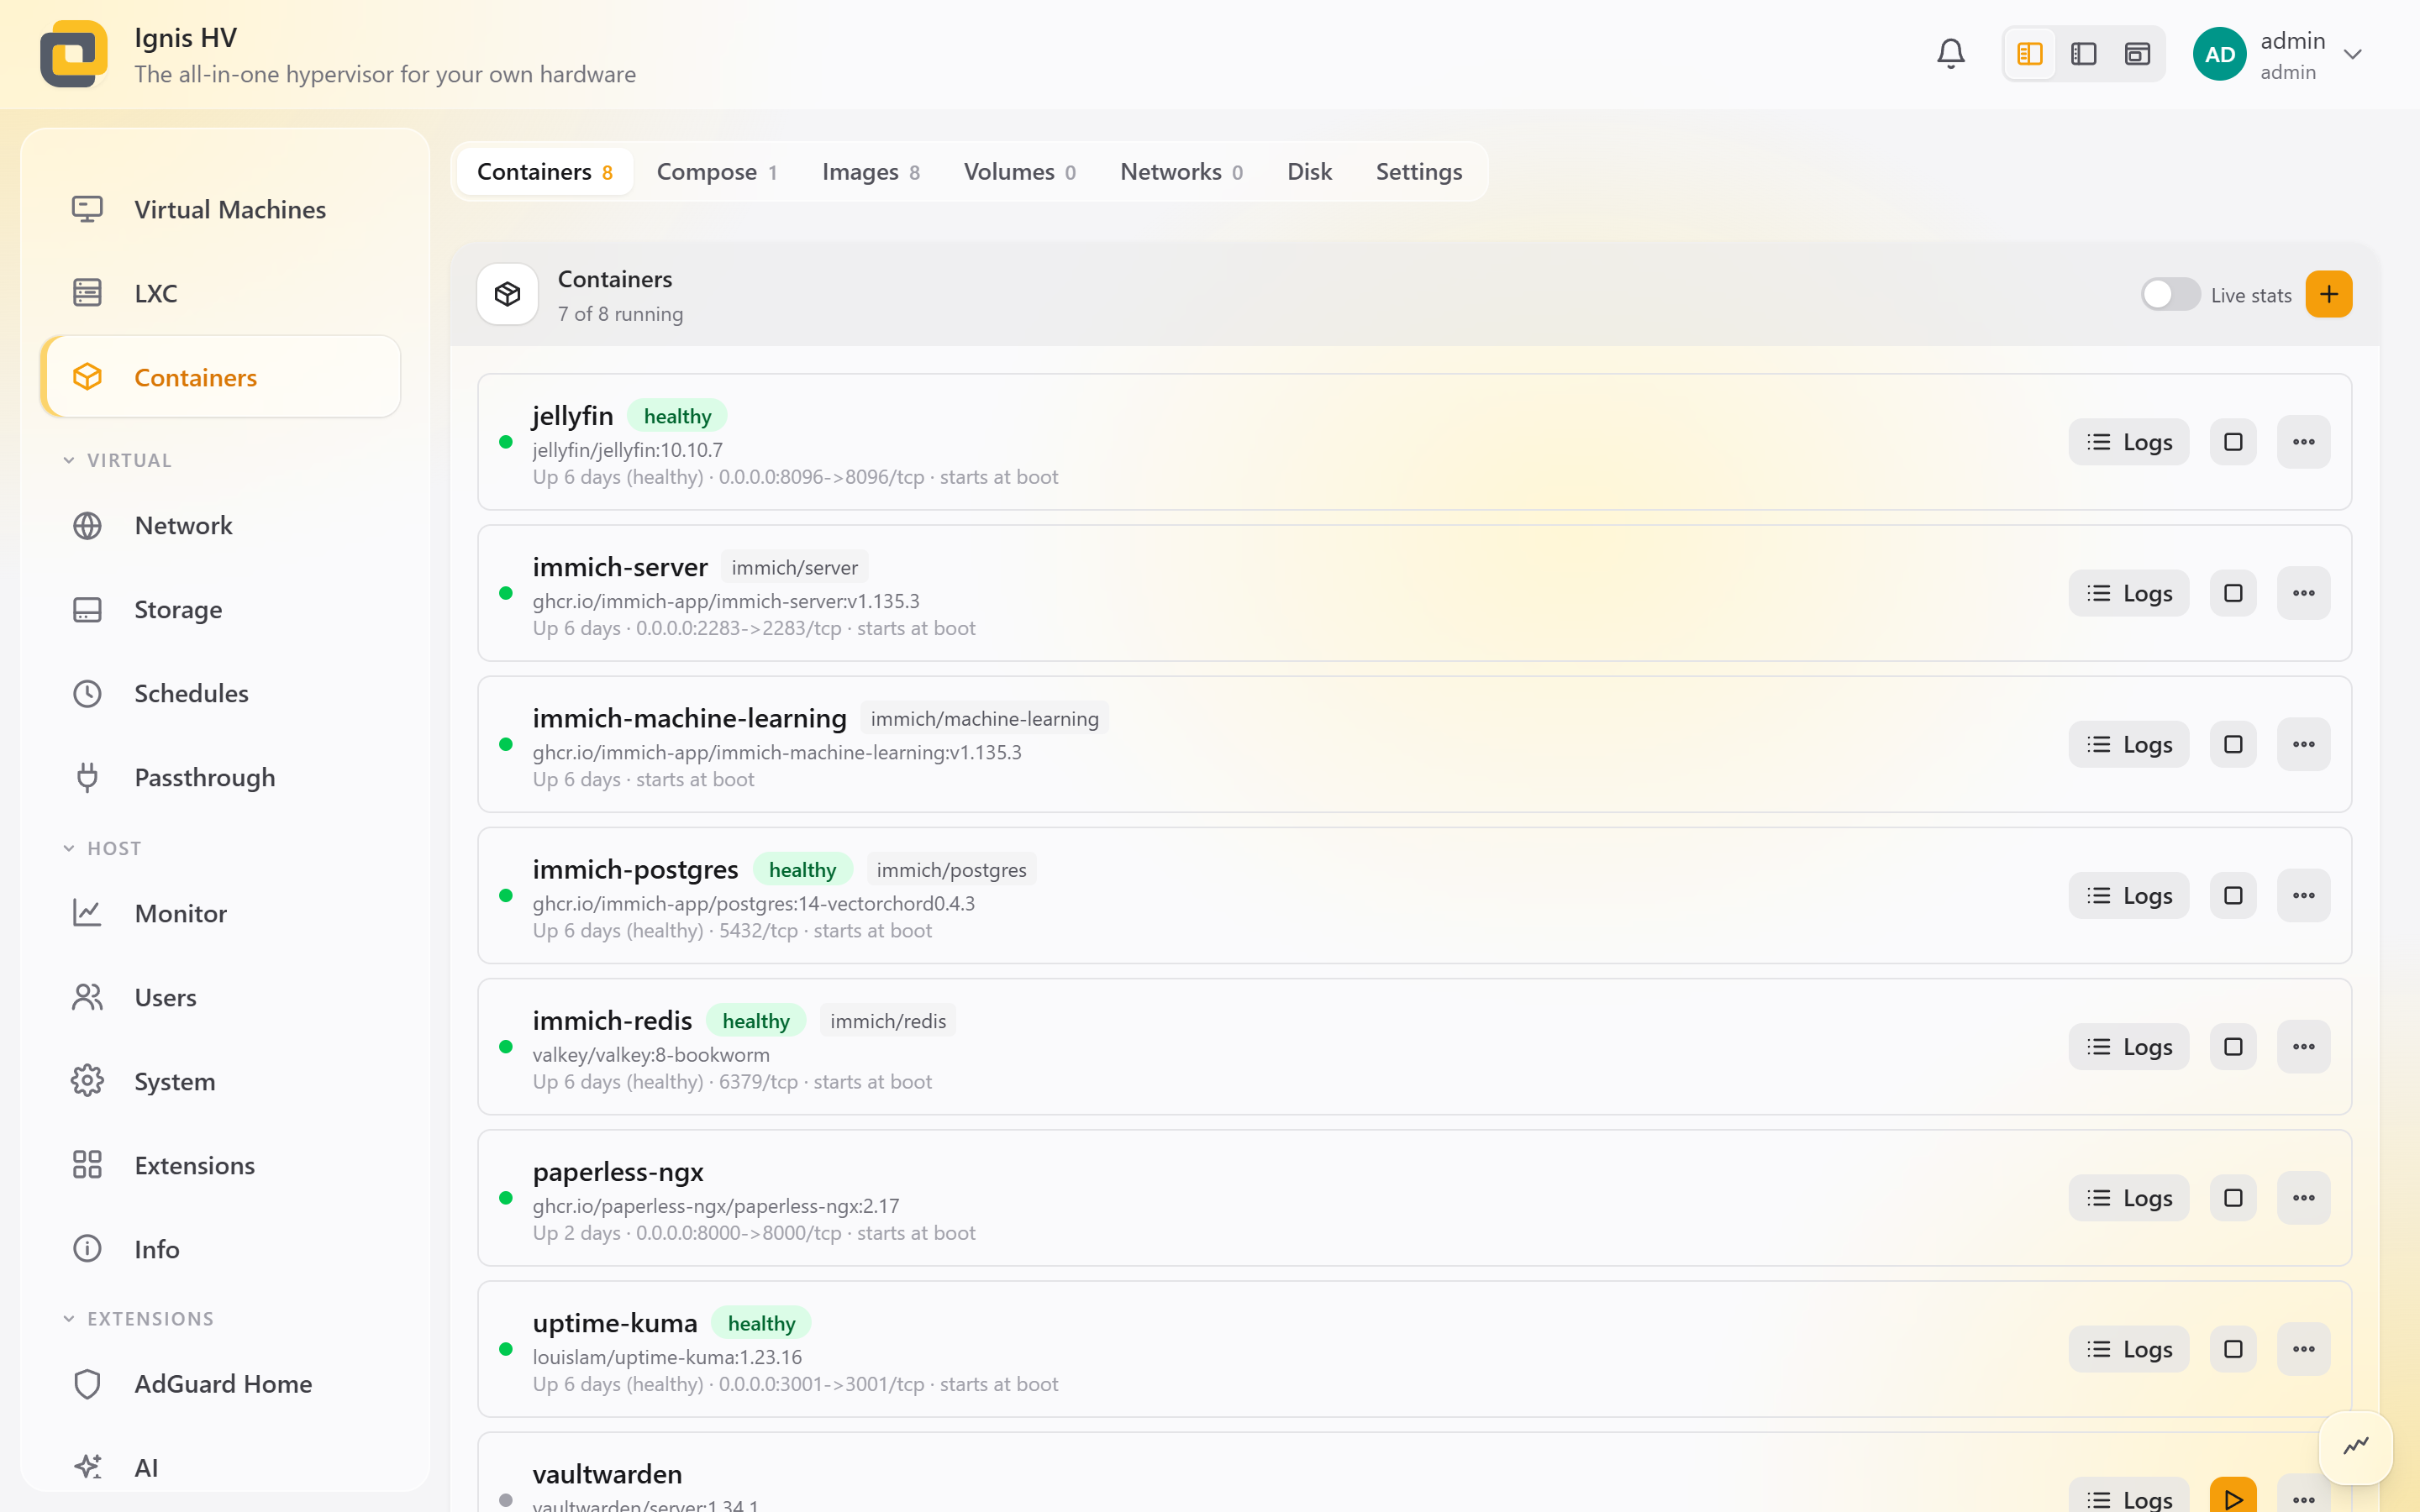 Ignis HV
The all-in-one hypervisor for your own hardware
AD
admin
admin
Virtual Machines
LXC
Containers
VIRTUAL
Network
Storage
Schedules
Passthrough
HOST
Monitor
Users
System
Extensions
Info
EXTENSIONS
AdGuard Home
AI
Containers 8
Compose 1
Images 8
Volumes 0
Networks 0
Disk
Settings
Containers
7 of 8 running
Live stats
jellyfin healthy
jellyfin/jellyfin:10.10.7
Up 6 days (healthy) · 0.0.0.0:8096->8096/tcp · starts at boot
Logs
immich-server immich/server
ghcr.io/immich-app/immich-server:v1.135.3
Up 6 days · 0.0.0.0:2283->2283/tcp · starts at boot
Logs
immich-machine-learning immich/machine-learning
ghcr.io/immich-app/immich-machine-learning:v1.135.3
Up 6 days · starts at boot
Logs
immich-postgres healthy immich/postgres
ghcr.io/immich-app/postgres:14-vectorchord0.4.3
Up 6 days (healthy) · 5432/tcp · starts at boot
Logs
immich-redis healthy immich/redis
valkey/valkey:8-bookworm
Up 6 days (healthy) · 6379/tcp · starts at boot
Logs
paperless-ngx
ghcr.io/paperless-ngx/paperless-ngx:2.17
Up 2 days · 0.0.0.0:8000->8000/tcp · starts at boot
Logs
uptime-kuma healthy
louislam/uptime-kuma:1.23.16
Up 6 days (healthy) · 0.0.0.0:3001->3001/tcp · starts at boot
Logs
vaultwarden
vaultwarden/server:1.34.1
Logs